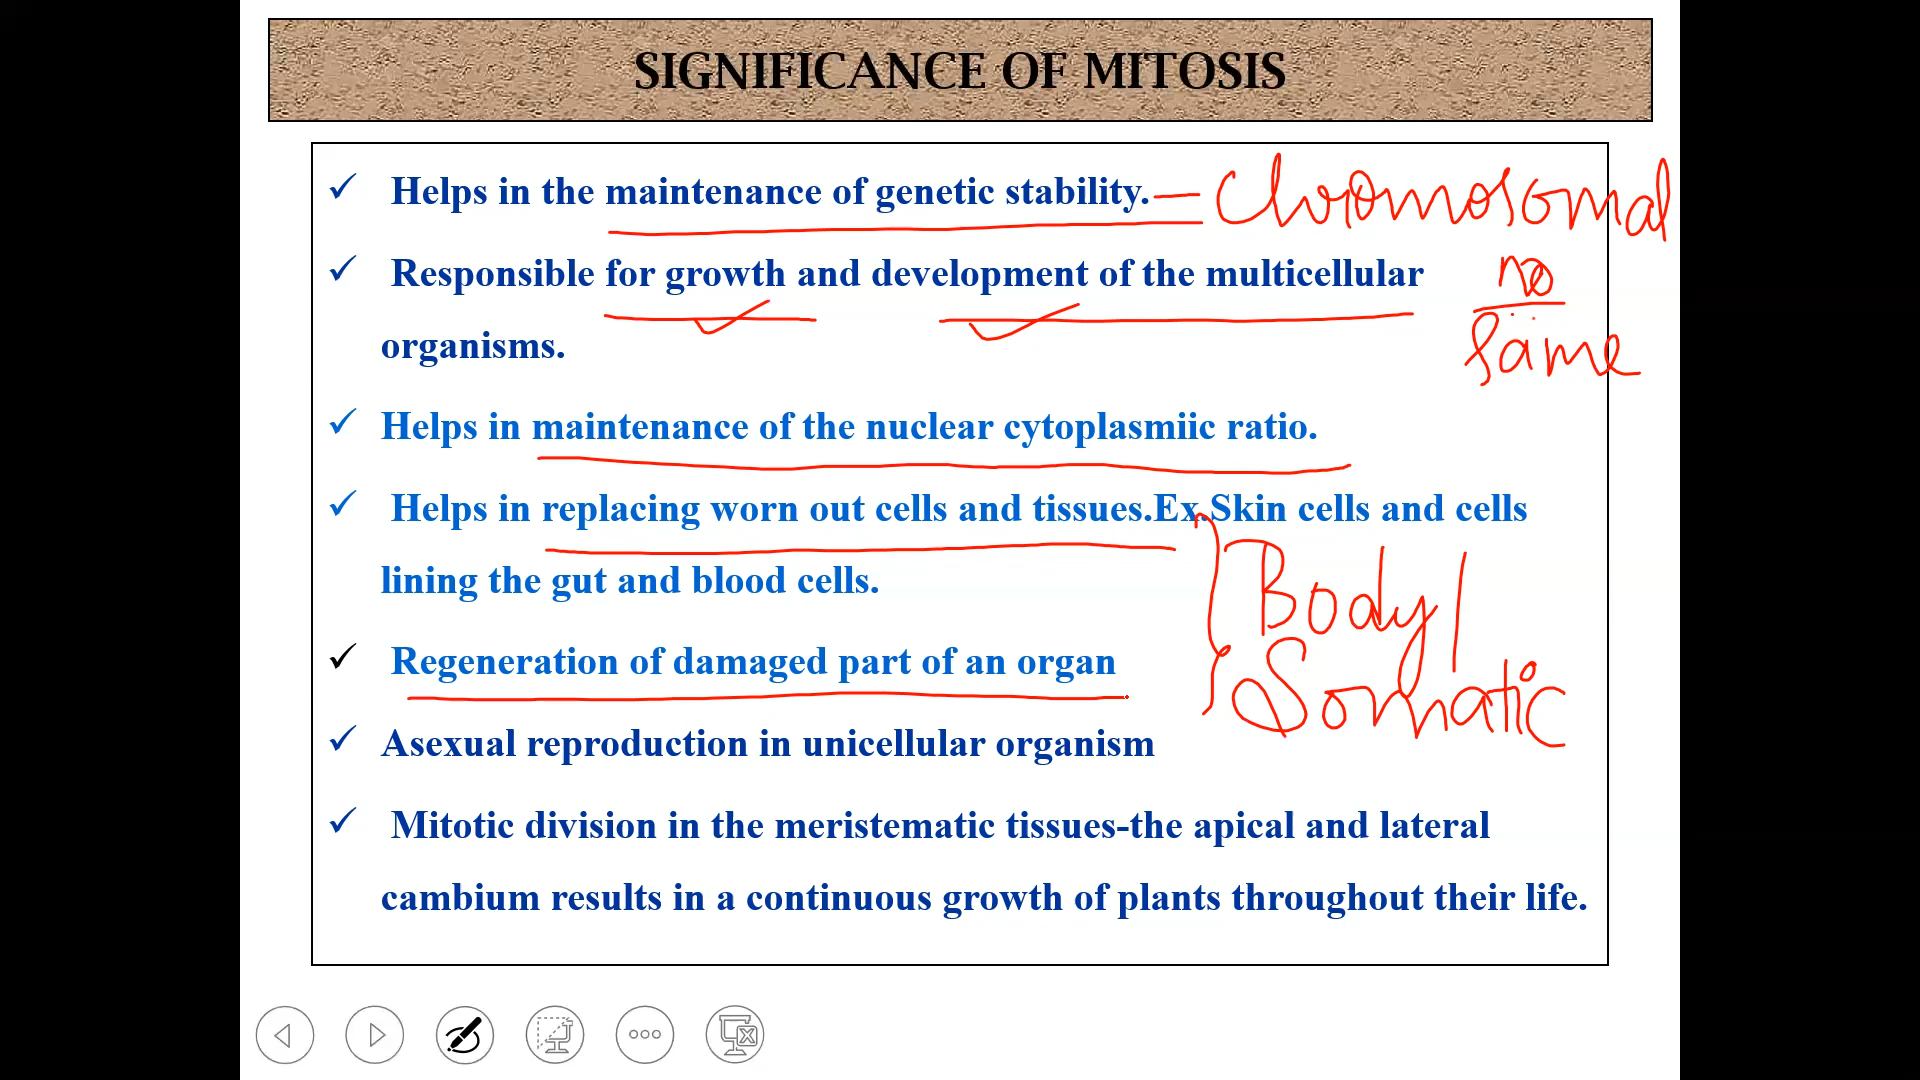 SIGNIFICANCE OF MITOSIS
✓ Helps in the maintenance of genetic stability. – Chromosomal
✓ Responsible for growth and development of the multicellular
no
organisms.
Same
✓ Helps in maintenance of the nuclear cytoplasmiic ratio.
✓ Helps in replacing worn out cells and tissues.Ex.Skin cells and cells
lining the gut and blood cells.
Body/
✓ Regeneration of damaged part of an organ
Somatic
✓ Asexual reproduction in unicellular organism
✓ Mitotic division in the meristematic tissues-the apical and lateral
cambium results in a continuous growth of plants throughout their life.